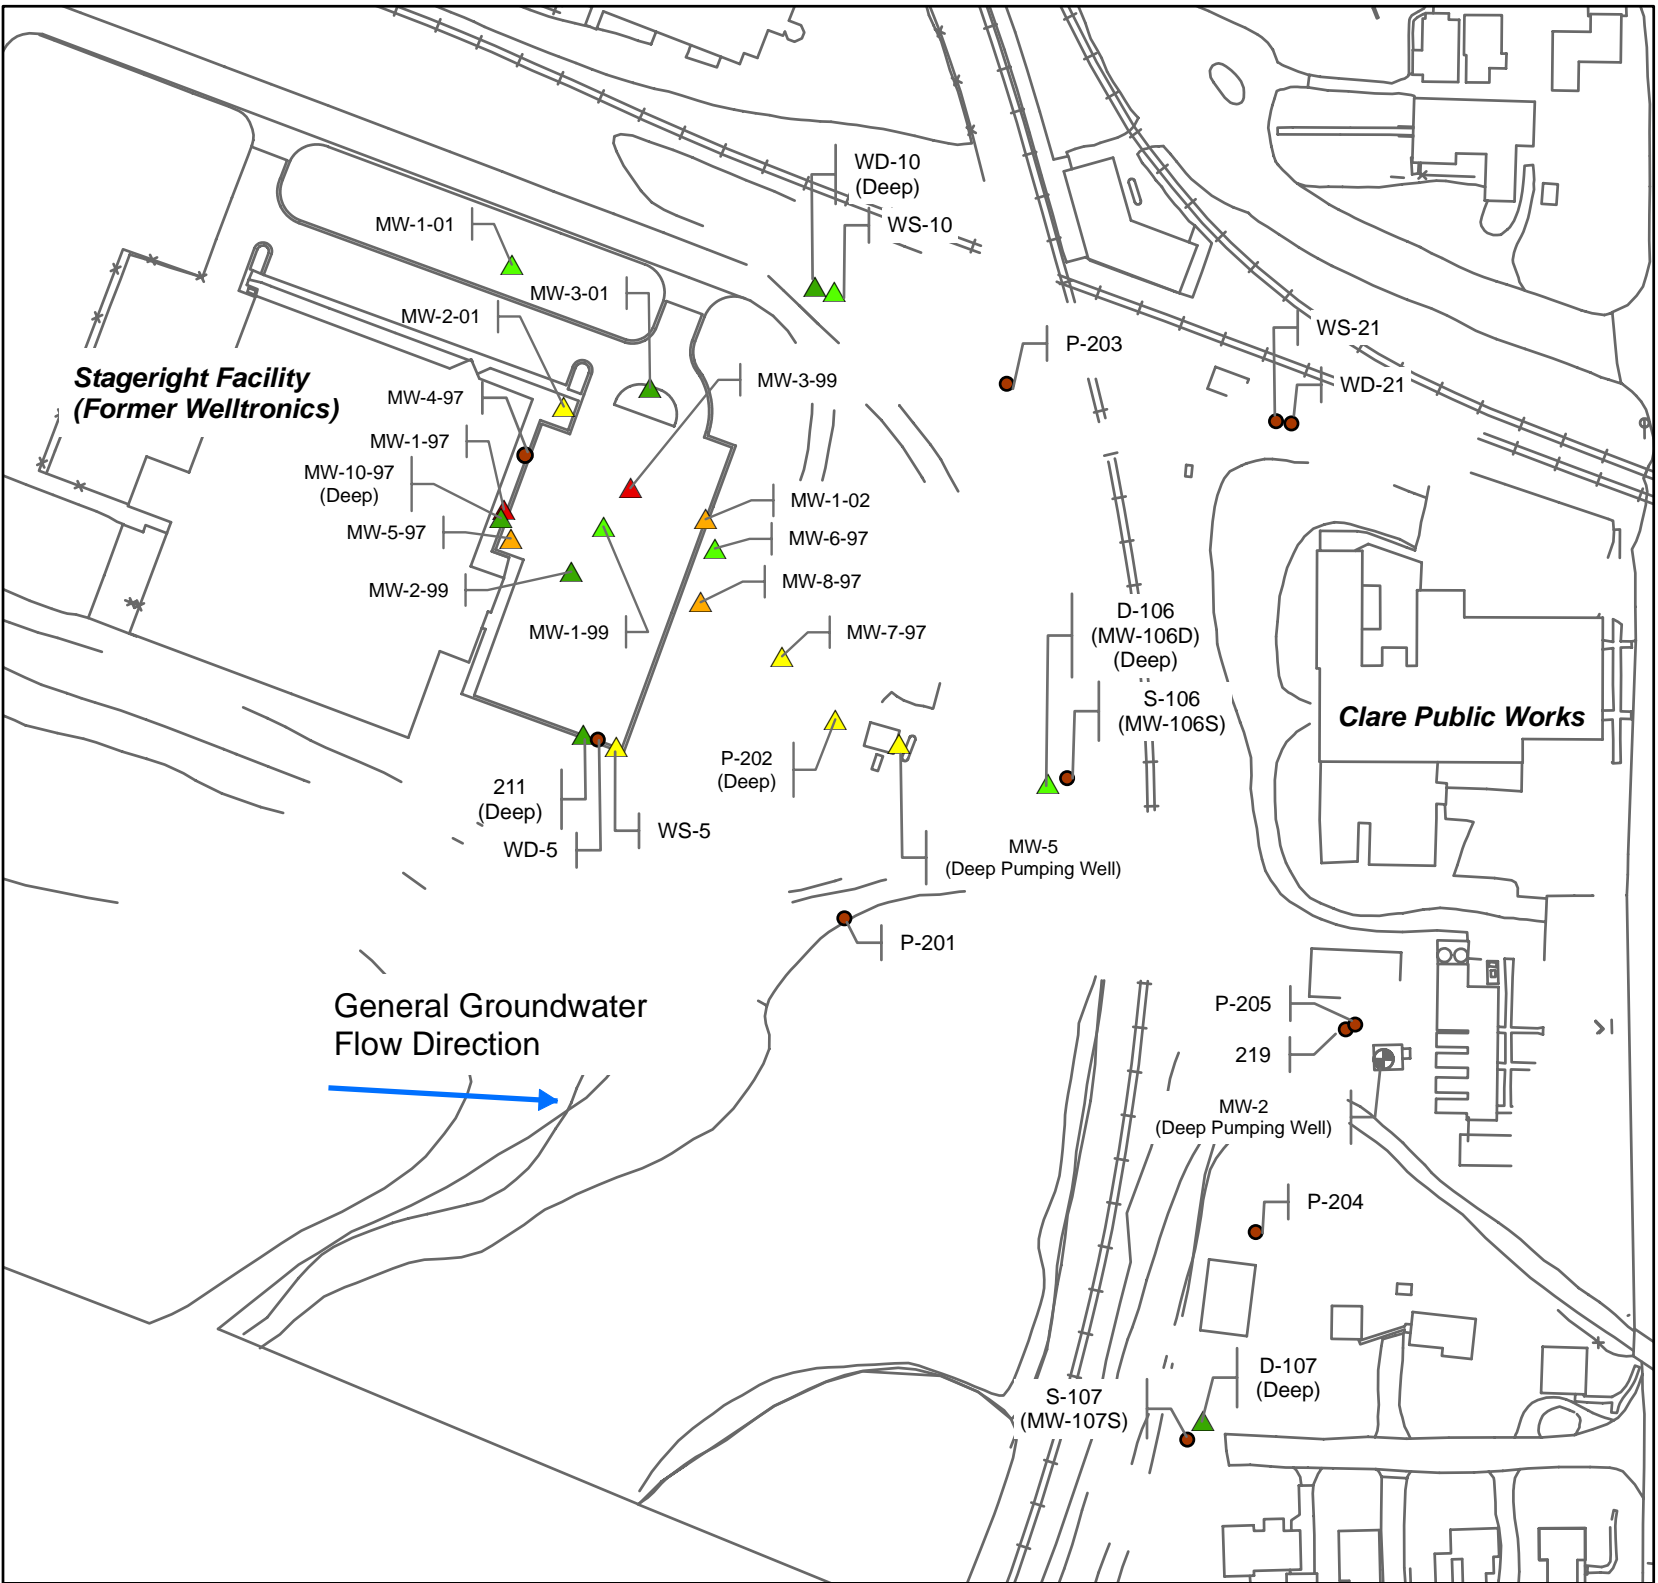 WD-10
(Deep)
WS-10
MW-1-01
MW-3-01
MW-2-01
WS-21
P-203
WD-21
Stageright Facility
(Former Welltronics)
MW-3-99
MW-4-97
MW-1-97
MW-10-97
(Deep)
MW-1-02
MW-5-97
MW-6-97
MW-2-99
MW-8-97
MW-1-99
MW-7-97
D-106
(MW-106D)
(Deep)
S-106
(MW-106S)
Clare Public Works
P-202
(Deep)
211
(Deep)
WS-5
WD-5
MW-5
(Deep Pumping Well)
P-201
General Groundwater
Flow Direction
P-205
219
MW-2
(Deep Pumping Well)
P-204
D-107
(Deep)
S-107
(MW-107S)